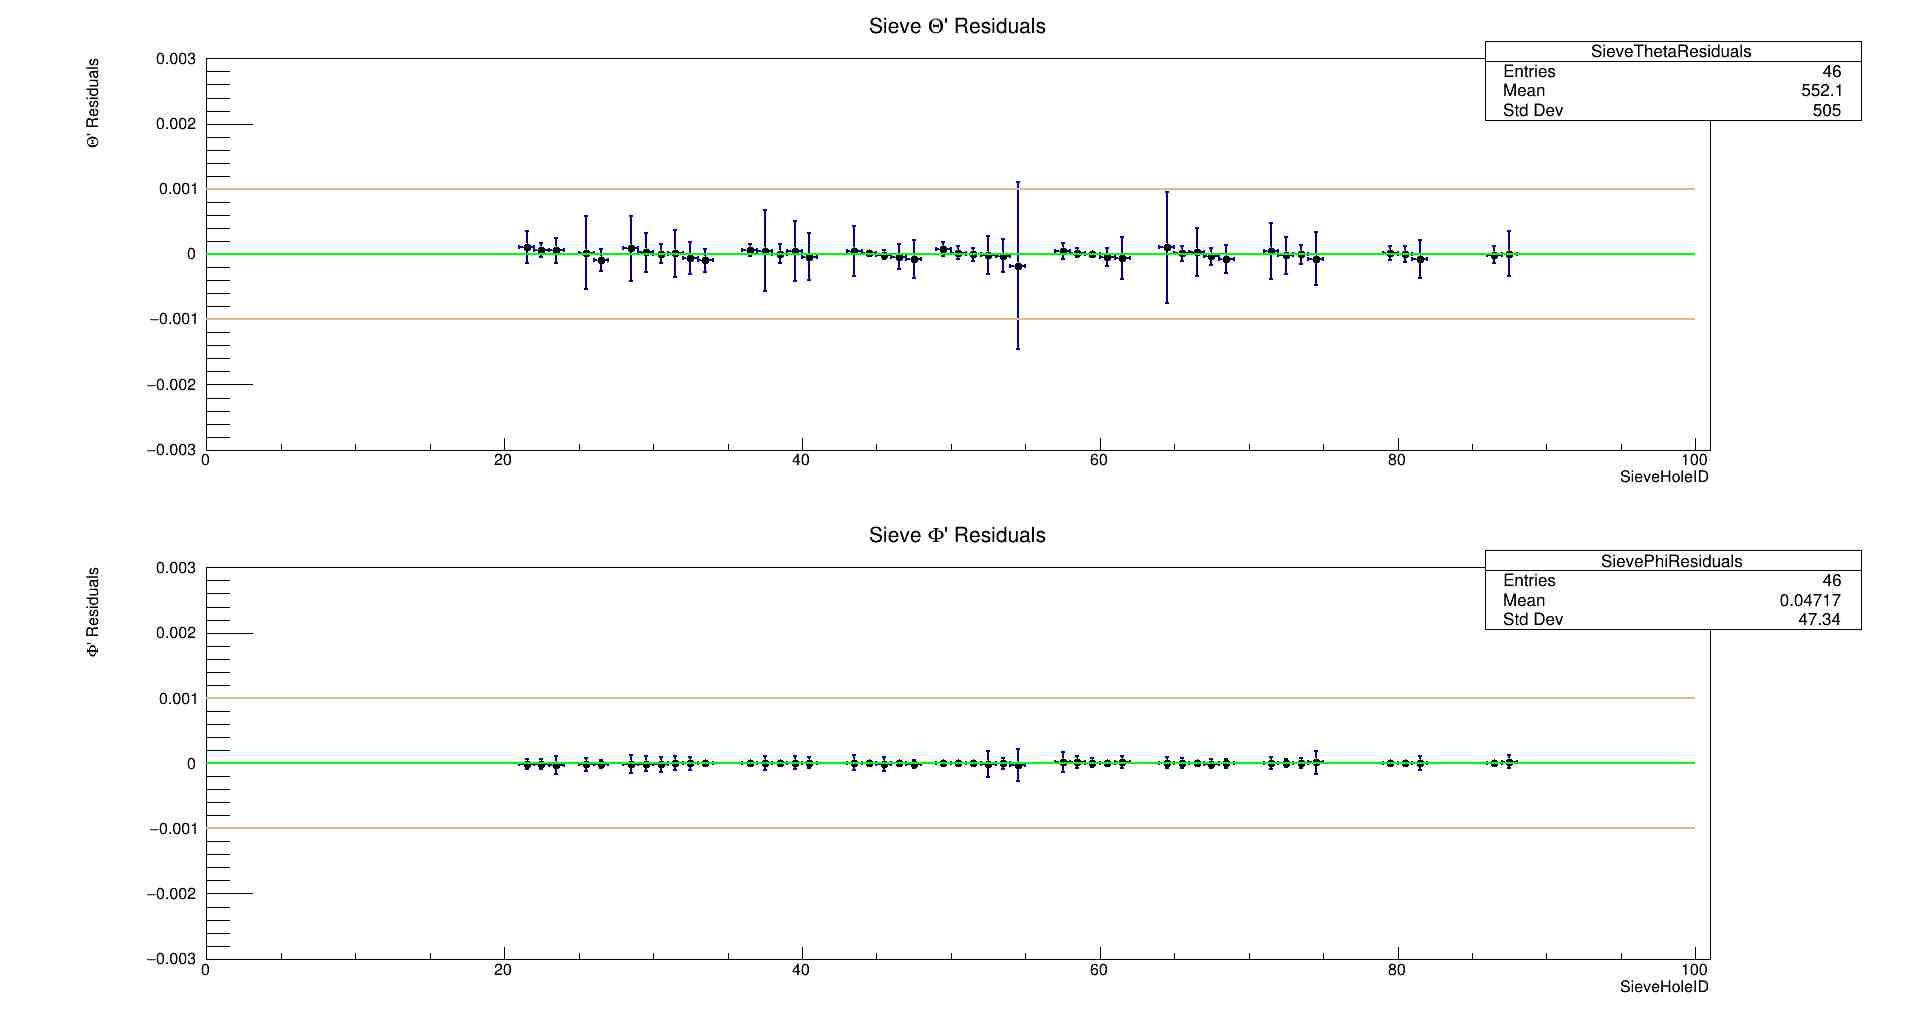 Sieve Θ' Residuals
Θ' Residuals
SieveThetaResiduals
Entries 46
Mean 552.1
Std Dev 505
0.003
0.002
0.001
0
−0.001
−0.002
−0.003
0 20 40 60 80 100
SieveHoleID
Sieve Φ' Residuals
Φ' Residuals
SievePhiResiduals
Entries 46
Mean 0.04717
Std Dev 47.34
0.003
0.002
0.001
0
−0.001
−0.002
−0.003
0 20 40 60 80 100
SieveHoleID